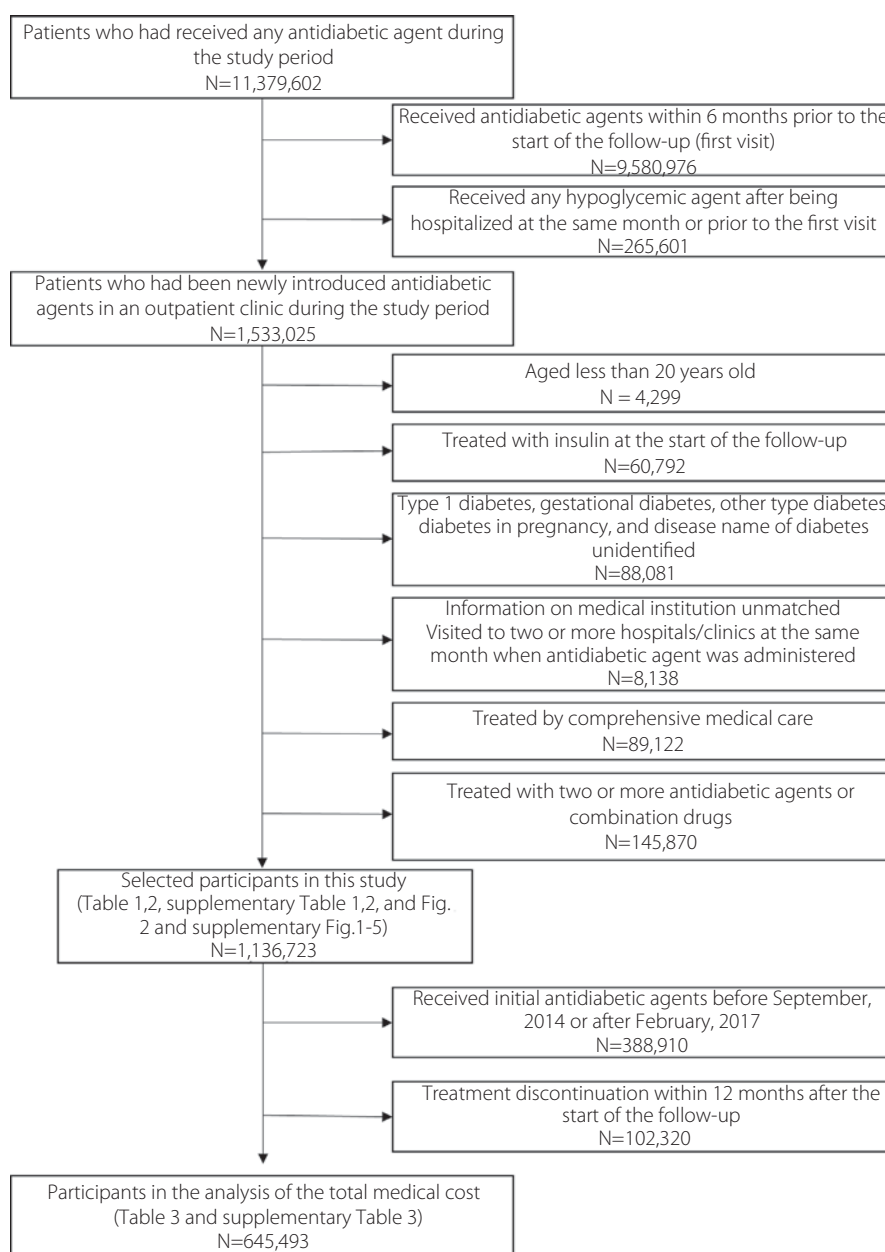 Patients who had received any antidiabetic agent during
the study period
N=11,379,602
Received antidiabetic agents within 6 months prior to the
start of the follow-up (first visit)
N=9,580,976
Received any hypoglycemic agent after being
hospitalized at the same month or prior to the first visit
N=265,601
Patients who had been newly introduced antidiabetic
agents in an outpatient clinic during the study period
N=1,533,025
Aged less than 20 years old
N = 4,299
Treated with insulin at the start of the follow-up
N=60,792
Type 1 diabetes, gestational diabetes, other type diabetes
diabetes in pregnancy, and disease name of diabetes
unidentified
N=88,081
Information on medical institution unmatched
Visited to two or more hospitals/clinics at the same
month when antidiabetic agent was administered
N=8,138
Treated by comprehensive medical care
N=89,122
Treated with two or more antidiabetic agents or
combination drugs
N=145,870
Selected participants in this study
(Table 1,2, supplementary Table 1,2, and Fig.
2 and supplementary Fig.1-5)
N=1,136,723
Received initial antidiabetic agents before September,
2014 or after February, 2017
N=388,910
Treatment discontinuation within 12 months after the
start of the follow-up
N=102,320
Participants in the analysis of the total medical cost
(Table 3 and supplementary Table 3)
N=645,493